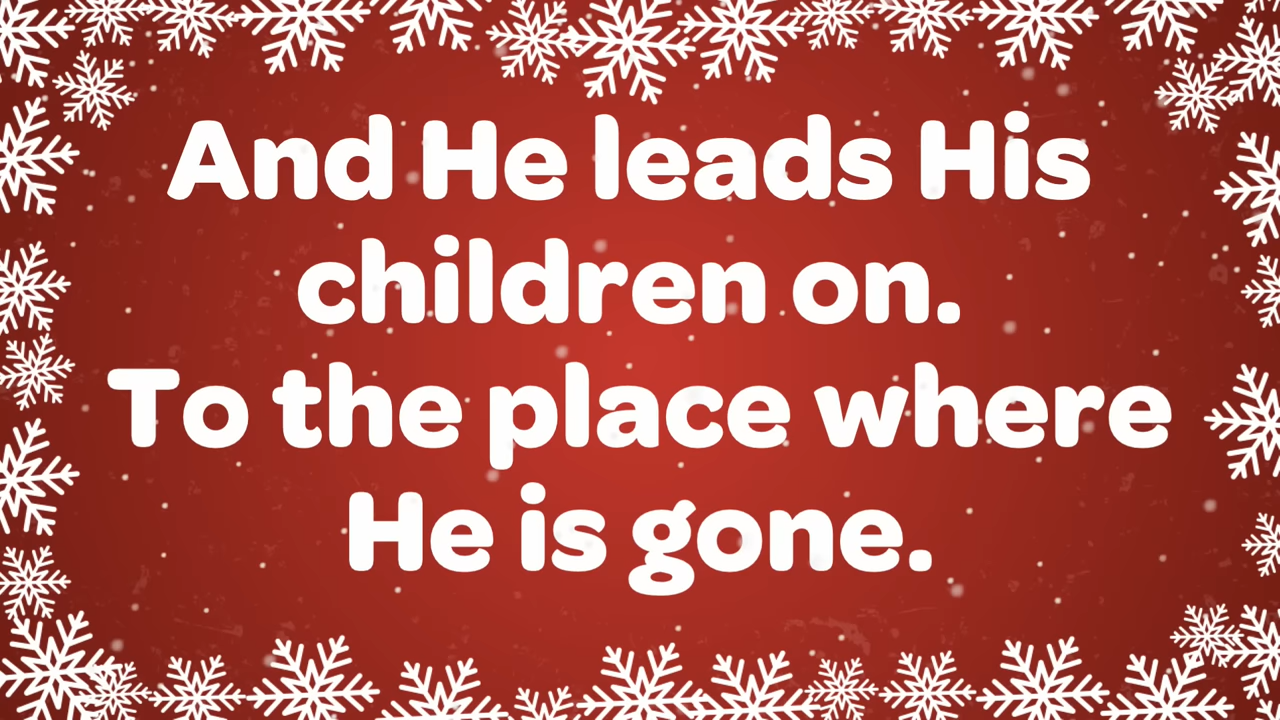 And He leads His
children on.
To the place where
He is gone.